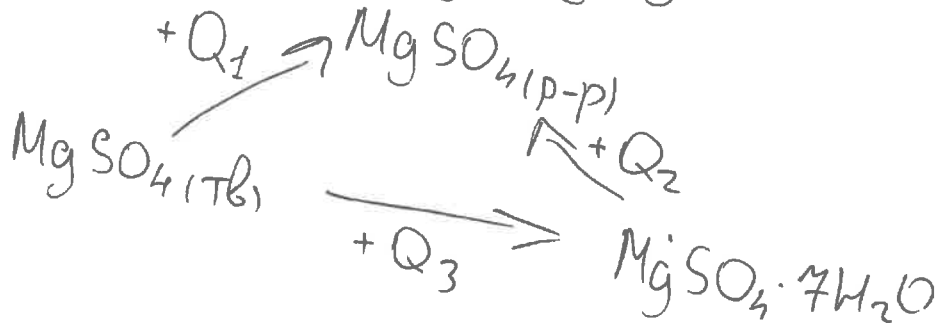 +Q₁
MgSO₄(р-р)
+Q₂
MgSO₄(тв)
+Q₃
MgSO₄·7H₂O